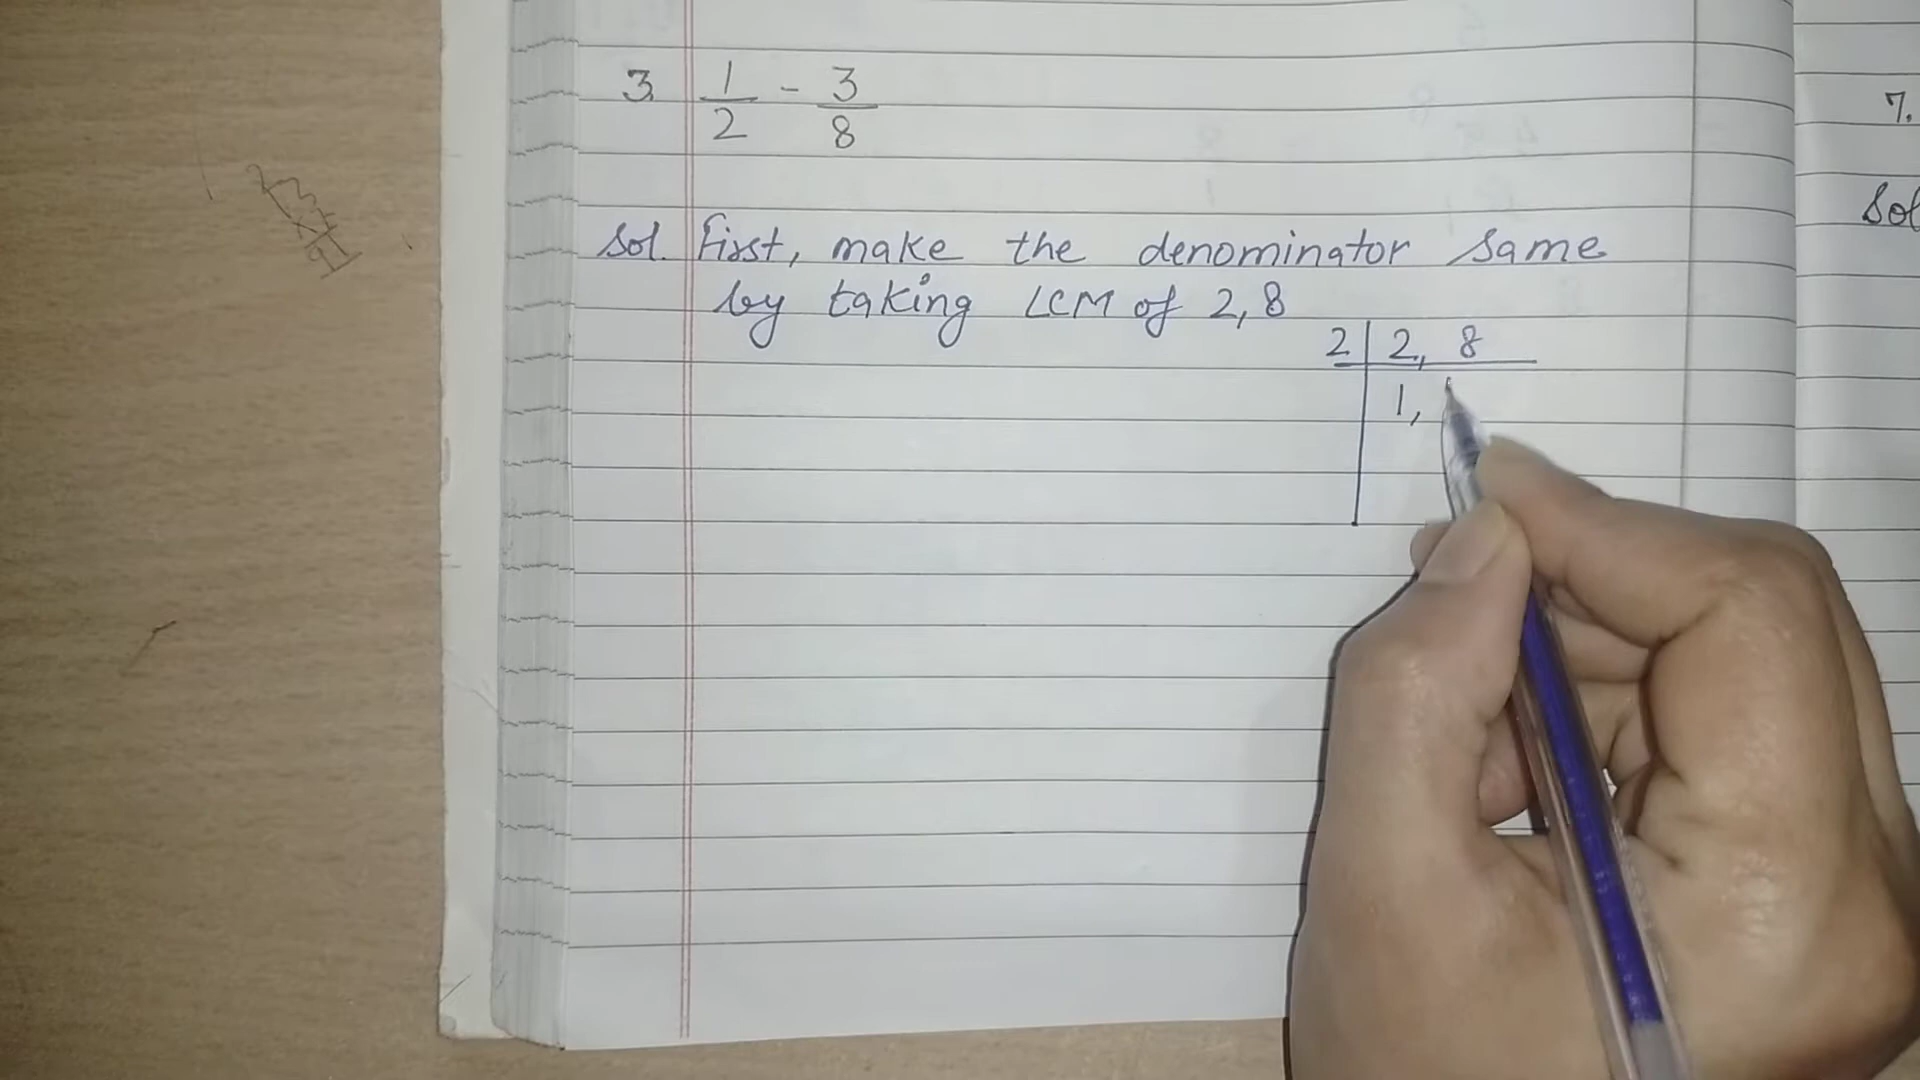 3. 1/2 - 3/8
Sol. First, make the denominator same
by taking LCM of 2,8
2 | 2, 8
1,
7.
Sol